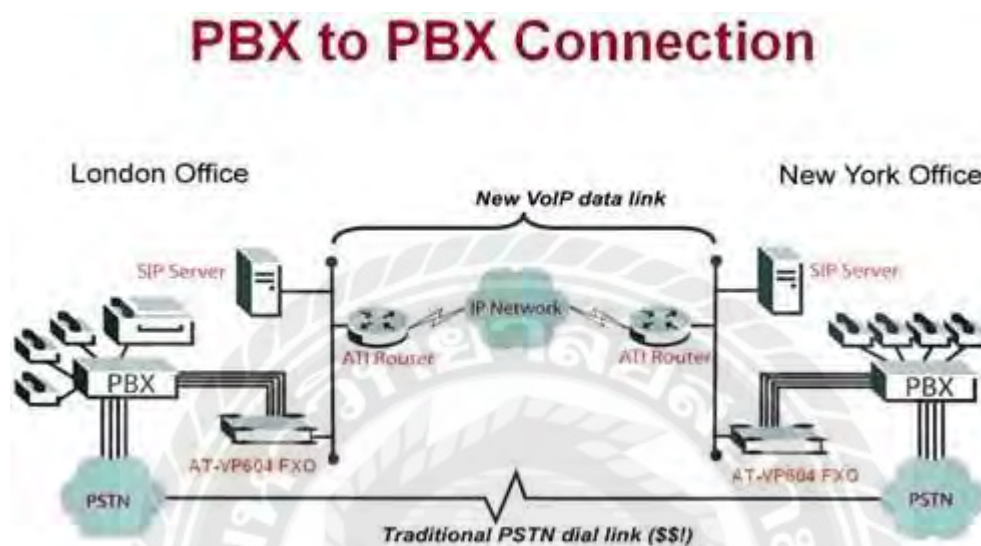 PBX to PBX Connection
London Office
New York Office
New VoIP data link
SIP Server
SIP Server
IP Network
ATI Router
ATI Router
PBX
PBX
AT-VP604 FXO
AT-VP604 FXO
PSTN
PSTN
Traditional PSTN dial link ($$!)